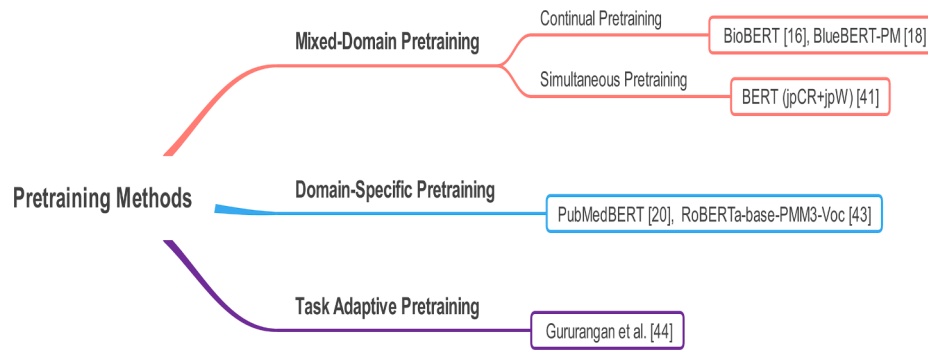 Pretraining Methods
Mixed-Domain Pretraining
Continual Pretraining
BioBERT [16], BlueBERT-PM [18]
Simultaneous Pretraining
BERT (jpCR+jpW) [41]
Domain-Specific Pretraining
PubMedBERT [20], RoBERTa-base-PMM3-Voc [43]
Task Adaptive Pretraining
Gururangan et al. [44]